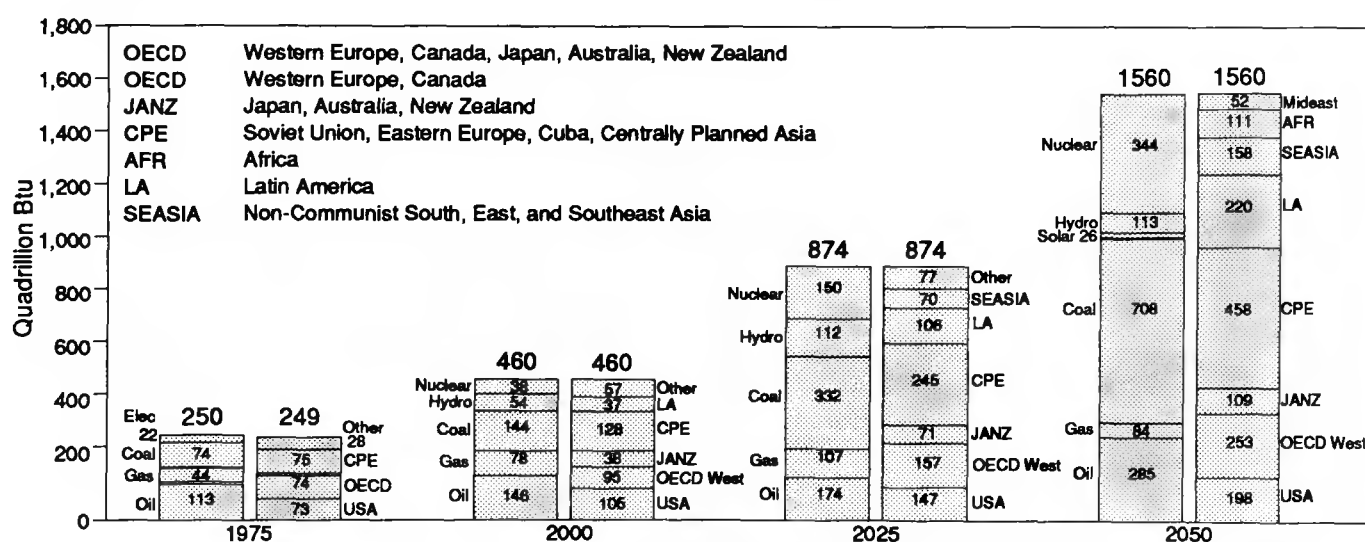 1,800
1,600
1,400
1,200
1,000
800
600
400
200
0
Quadrillion Btu
OECD Western Europe, Canada, Japan, Australia, New Zealand
OECD Western Europe, Canada
JANZ Japan, Australia, New Zealand
CPE Soviet Union, Eastern Europe, Cuba, Centrally Planned Asia
AFR Africa
LA Latin America
SEASIA Non-Communist South, East, and Southeast Asia
250
Elec 22
Coal 74
Gas 44
Oil 113
249
Other 28
75 CPE
74 OECD
73 USA
1975
460
Nuclear 38
Hydro 54
Coal 144
Gas 78
Oil 146
460
57 Other
37 LA
128 CPE
38 JANZ
95 OECD West
105 USA
2000
874
Nuclear 150
Hydro 112
Coal 332
Gas 107
Oil 174
874
77 Other
70 SEASIA
106 LA
245 CPE
71 JANZ
157 OECD West
147 USA
2025
1560
Nuclear 344
Hydro 113
Solar 26
Coal 708
Gas 84
Oil 285
1560
52 Mideast
111 AFR
158 SEASIA
220 LA
458 CPE
109 JANZ
253 OECD West
198 USA
2050